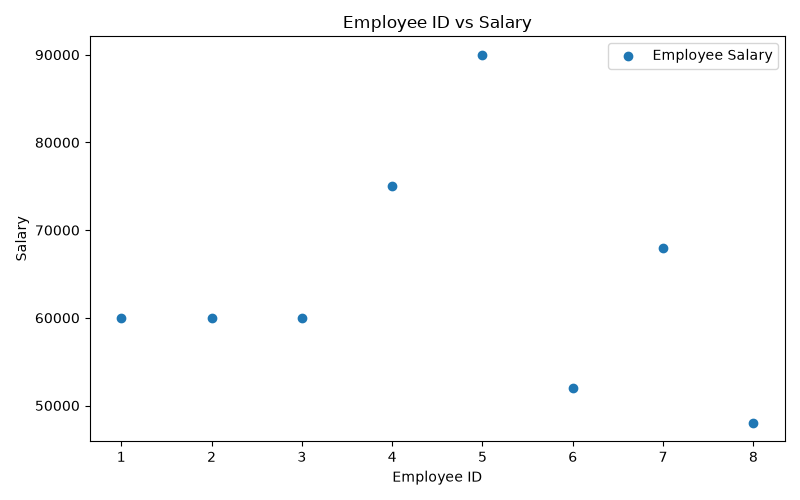 Employee ID vs Salary
Employee Salary
90000
80000
70000
60000
50000
Salary
1 2 3 4 5 6 7 8
Employee ID